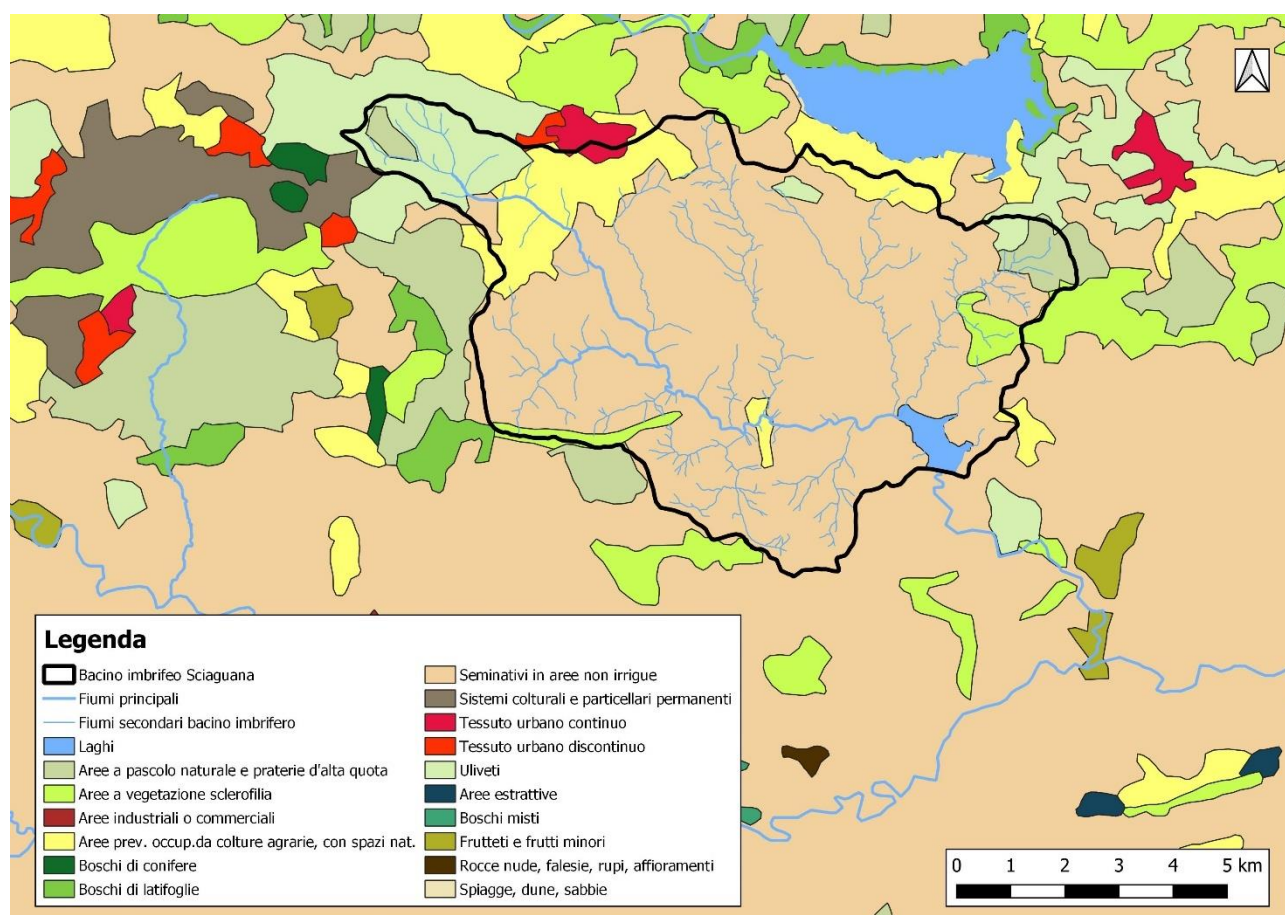 Legenda
Bacino imbrifeo Sciaguana
Fiumi principali
Fiumi secondari bacino imbrifero
Laghi
Aree a pascolo naturale e praterie d'alta quota
Aree a vegetazione sclerofilia
Aree industriali o commerciali
Aree prev. occup.da colture agrarie, con spazi nat.
Boschi di conifere
Boschi di latifoglie
Seminativi in aree non irrigue
Sistemi colturali e particellari permanenti
Tessuto urbano continuo
Tessuto urbano discontinuo
Uliveti
Aree estrattive
Boschi misti
Frutteti e frutti minori
Rocce nude, falesie, rupi, affioramenti
Spiagge, dune, sabbie
0 1 2 3 4 5 km